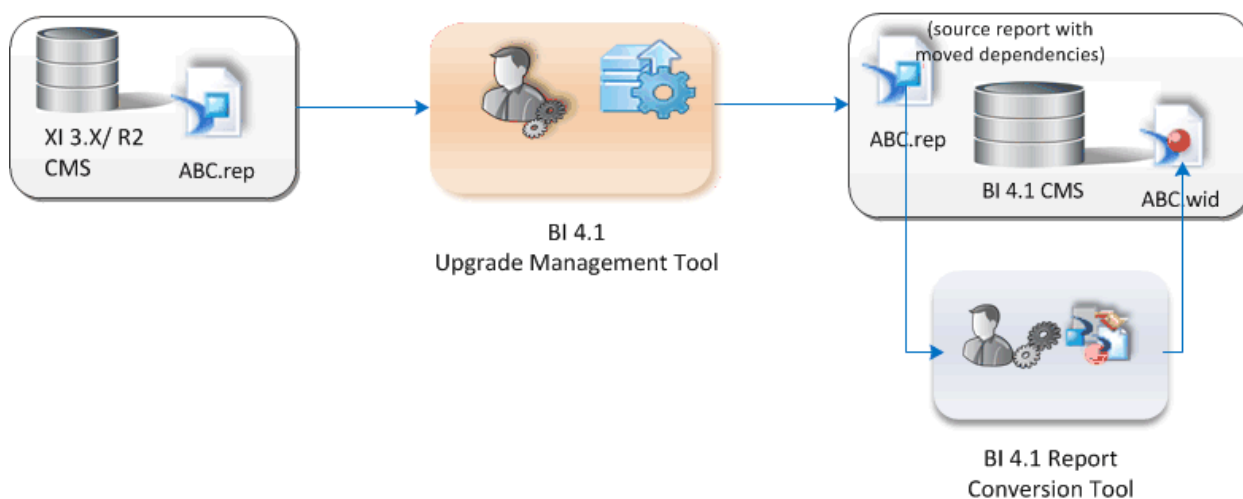 XI 3.X/ R2
CMS
ABC.rep
BI 4.1
Upgrade Management Tool
(source report with
moved dependencies)
ABC.rep
BI 4.1 CMS
ABC.wid
BI 4.1 Report
Conversion Tool